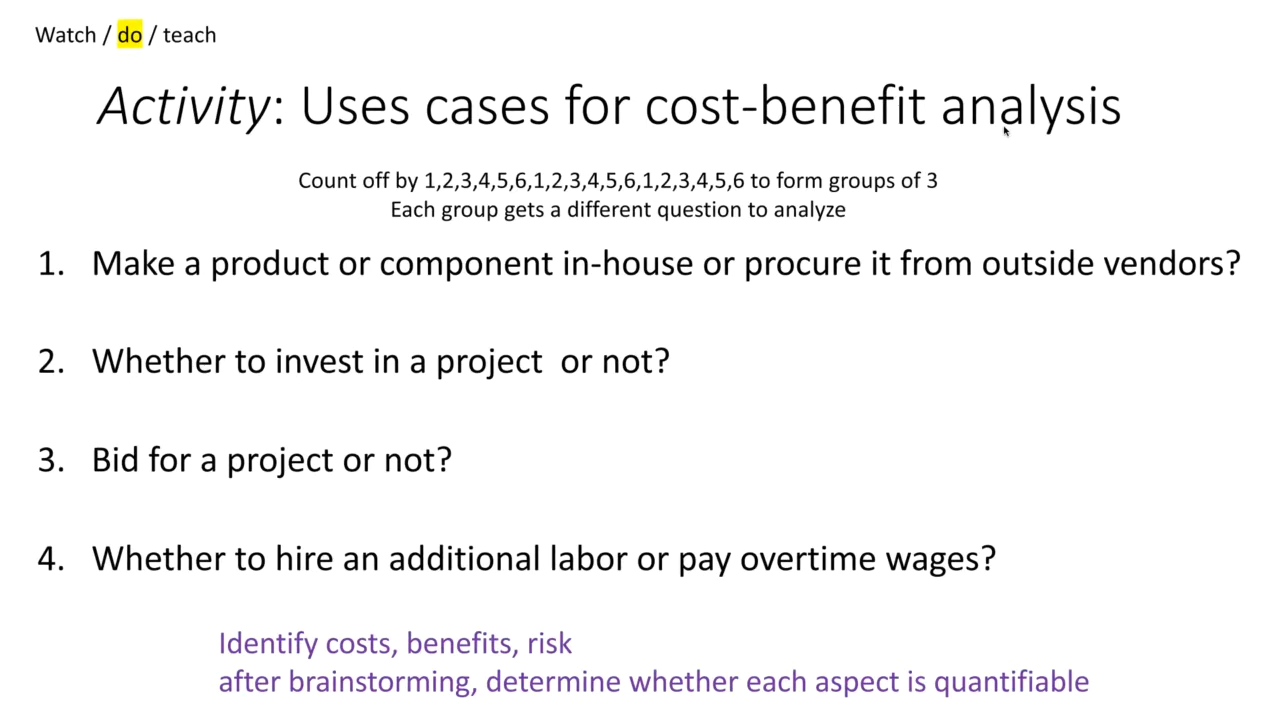 Watch / do / teach
Activity: Uses cases for cost-benefit analysis
Count off by 1,2,3,4,5,6,1,2,3,4,5,6,1,2,3,4,5,6 to form groups of 3
Each group gets a different question to analyze
1. Make a product or component in-house or procure it from outside vendors?
2. Whether to invest in a project  or not?
3. Bid for a project or not?
4. Whether to hire an additional labor or pay overtime wages?
Identify costs, benefits, risk
after brainstorming, determine whether each aspect is quantifiable